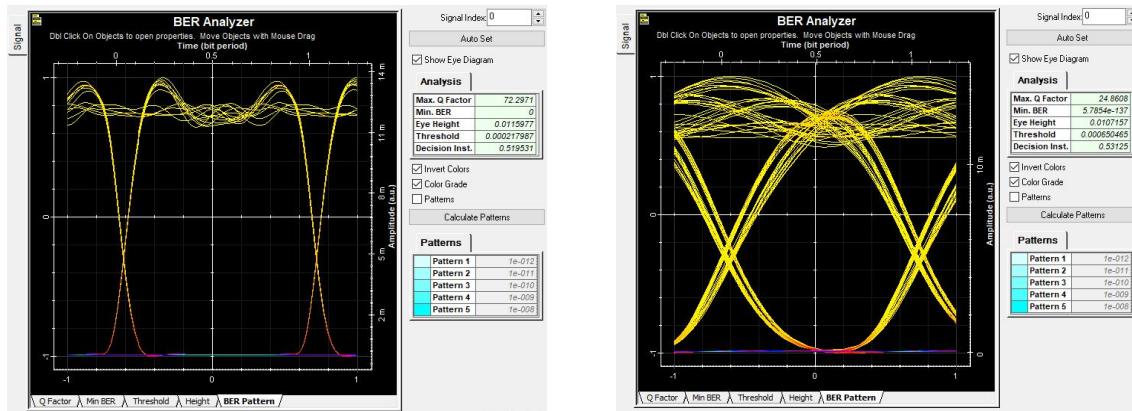 Signal
BER Analyzer
Dbl Click On Objects to open properties. Move Objects with Mouse Drag
Time (bit period)
0 0.5 1
1
0
-1
14 m
11 m
8 m
5 m
2 m
Amplitude (a.u.)
-1 0 1
Q Factor Min BER Threshold Height BER Pattern
Signal Index: 0
Auto Set
Show Eye Diagram
Analysis
Max. Q Factor 72.2971
Min. BER 0
Eye Height 0.0115977
Threshold 0.000217987
Decision Inst. 0.519531
Invert Colors
Color Grade
Patterns
Calculate Patterns
Patterns
Pattern 1 1e-012
Pattern 2 1e-011
Pattern 3 1e-010
Pattern 4 1e-009
Pattern 5 1e-008
Signal
BER Analyzer
Dbl Click On Objects to open properties. Move Objects with Mouse Drag
Time (bit period)
0 0.5 1
1
0
-1
10 m
0
Amplitude (a.u.)
-1 0 1
Q Factor Min BER Threshold Height BER Pattern
Signal Index: 0
Auto Set
Show Eye Diagram
Analysis
Max. Q Factor 24.8608
Min. BER 5.7854e-137
Eye Height 0.0107157
Threshold 0.000650465
Decision Inst. 0.53125
Invert Colors
Color Grade
Patterns
Calculate Patterns
Patterns
Pattern 1 1e-012
Pattern 2 1e-011
Pattern 3 1e-010
Pattern 4 1e-009
Pattern 5 1e-008